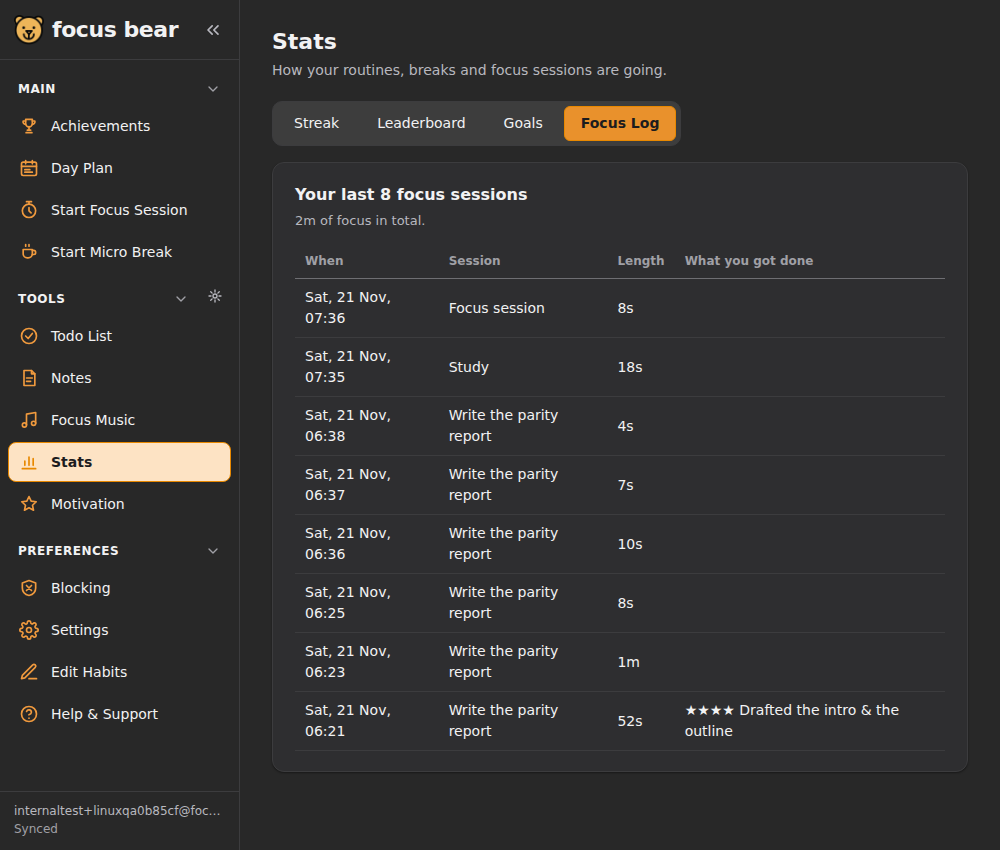 focus bear
MAIN
Achievements
Day Plan
Start Focus Session
Start Micro Break
TOOLS
Todo List
Notes
Focus Music
Stats
Motivation
PREFERENCES
Blocking
Settings
Edit Habits
Help & Support
internaltest+linuxqa0b85cf@foc...
Synced
Stats
How your routines, breaks and focus sessions are going.
Streak Leaderboard Goals Focus Log
Your last 8 focus sessions
2m of focus in total.
When Session Length What you got done
Sat, 21 Nov,
07:36
Focus session
8s
Sat, 21 Nov,
07:35
Study
18s
Sat, 21 Nov,
06:38
Write the parity
report
4s
Sat, 21 Nov,
06:37
Write the parity
report
7s
Sat, 21 Nov,
06:36
Write the parity
report
10s
Sat, 21 Nov,
06:25
Write the parity
report
8s
Sat, 21 Nov,
06:23
Write the parity
report
1m
Sat, 21 Nov,
06:21
Write the parity
report
52s
★★★★ Drafted the intro & the
outline